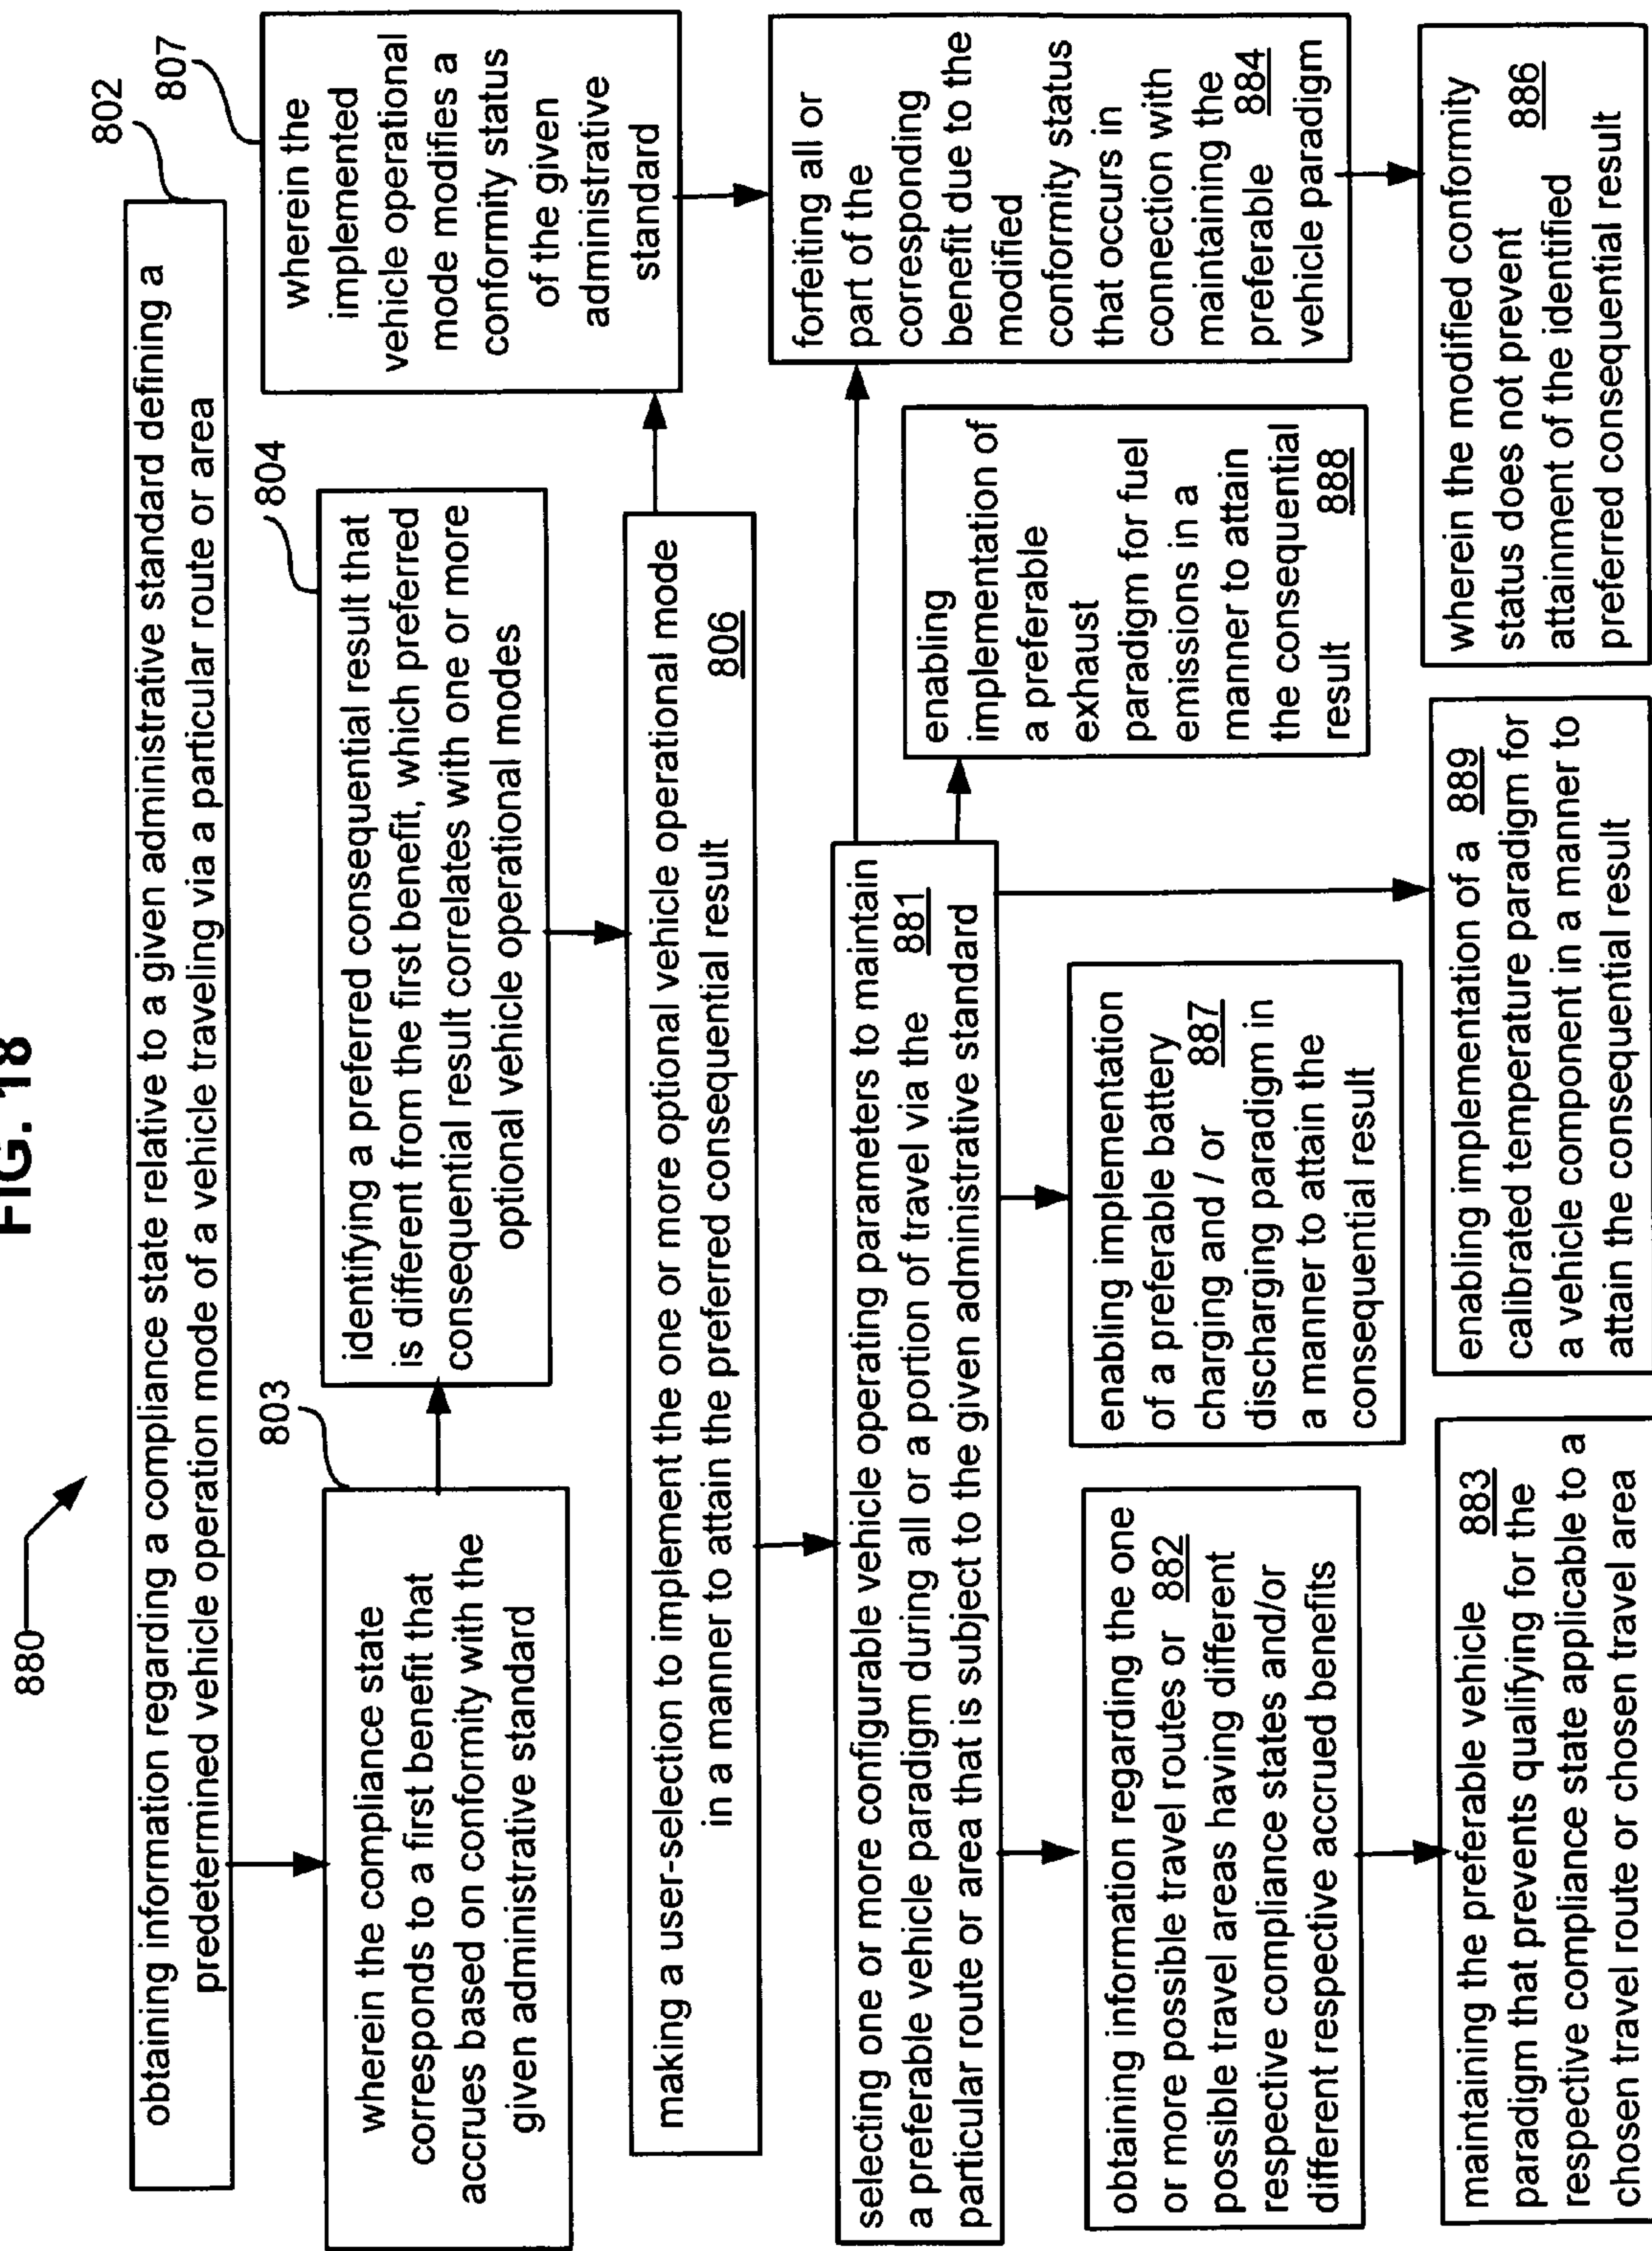 FIG. 18
880
802
obtaining information regarding a compliance state relative to a given administrative standard defining a
predetermined vehicle operation mode of a vehicle traveling via a particular route or area
803
wherein the compliance state
corresponds to a first benefit that
accrues based on conformity with the
given administrative standard
804
identifying a preferred consequential result that
is different from the first benefit, which preferred
consequential result correlates with one or more
optional vehicle operational modes
807
wherein the
implemented
vehicle operational
mode modifies a
conformity status
of the given
administrative
standard
making a user-selection to implement the one or more optional vehicle operational mode
in a manner to attain the preferred consequential result 806
selecting one or more configurable vehicle operating parameters to maintain
a preferable vehicle paradigm during all or a portion of travel via the 881
particular route or area that is subject to the given administrative standard
forfeiting all or
part of the
corresponding
benefit due to the
modified
conformity status
that occurs in
connection with
maintaining the
preferable 884
vehicle paradigm
obtaining information regarding the one
or more possible travel routes or 882
possible travel areas having different
respective compliance states and/or
different respective accrued benefits
enabling implementation
of a preferable battery
charging and / or 887
discharging paradigm in
a manner to attain the
consequential result
enabling
implementation of
a preferable
exhaust
paradigm for fuel
emissions in a
manner to attain
the consequential
result 888
maintaining the preferable vehicle 883
paradigm that prevents qualifying for the
respective compliance state applicable to a
chosen travel route or chosen travel area
enabling implementation of a 889
calibrated temperature paradigm for
a vehicle component in a manner to
attain the consequential result
wherein the modified conformity
status does not prevent 886
attainment of the identified
preferred consequential result